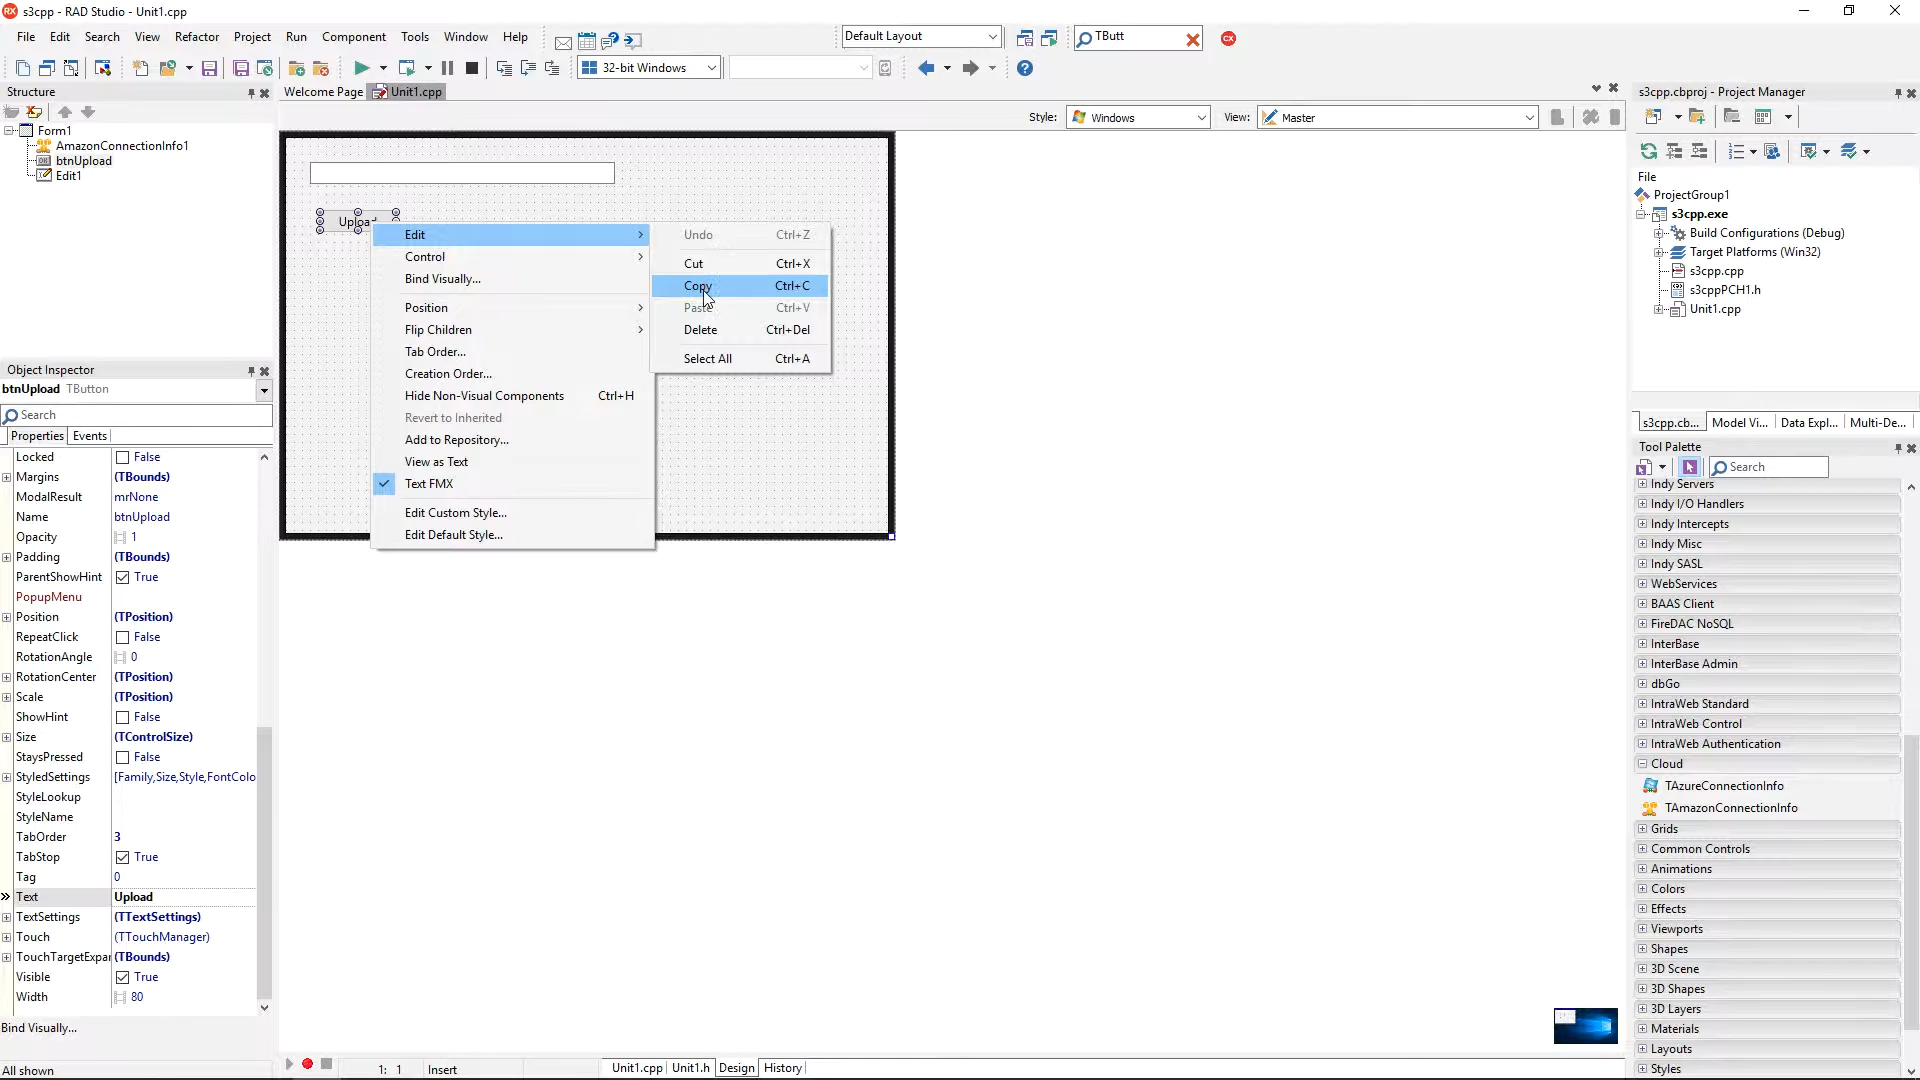 s3cpp - RAD Studio - Unit1.cpp
File Edit Search View Refactor Project Run Component Tools Window Help
Default Layout
TButt
32-bit Windows
Structure
Form1
AmazonConnectionInfo1
btnUpload
Edit1
Object Inspector
btnUpload TButton
Search
Properties Events
Locked False
Margins (TBounds)
ModalResult mrNone
Name btnUpload
Opacity 1
Padding (TBounds)
ParentShowHint True
PopupMenu
Position (TPosition)
RepeatClick False
RotationAngle 0
RotationCenter (TPosition)
Scale (TPosition)
ShowHint False
Size (TControlSize)
StaysPressed False
StyledSettings [Family,Size,Style,FontColo
StyleLookup
StyleName
TabOrder 3
TabStop True
Tag 0
Text Upload
TextSettings (TTextSettings)
Touch (TTouchManager)
TouchTargetExpar (TBounds)
Visible True
Width 80
Bind Visually...
All shown
Welcome Page Unit1.cpp
Style: Windows View: Master
Upload
Edit
Control
Bind Visually...
Position
Flip Children
Tab Order...
Creation Order...
Hide Non-Visual Components Ctrl+H
Revert to Inherited
Add to Repository...
View as Text
Text FMX
Edit Custom Style...
Edit Default Style...
Undo Ctrl+Z
Cut Ctrl+X
Copy Ctrl+C
Paste Ctrl+V
Delete Ctrl+Del
Select All Ctrl+A
1: 1 Insert
Unit1.cpp Unit1.h Design History
s3cpp.cbproj - Project Manager
File
ProjectGroup1
s3cpp.exe
Build Configurations (Debug)
Target Platforms (Win32)
s3cpp.cpp
s3cppPCH1.h
Unit1.cpp
s3cpp.cb... Model Vi... Data Expl... Multi-De...
Tool Palette
Search
Indy Servers
Indy I/O Handlers
Indy Intercepts
Indy Misc
Indy SASL
WebServices
BAAS Client
FireDAC NoSQL
InterBase
InterBase Admin
dbGo
IntraWeb Standard
IntraWeb Control
IntraWeb Authentication
Cloud
TAzureConnectionInfo
TAmazonConnectionInfo
Grids
Common Controls
Animations
Colors
Effects
Viewports
Shapes
3D Scene
3D Shapes
3D Layers
Materials
Layouts
Styles